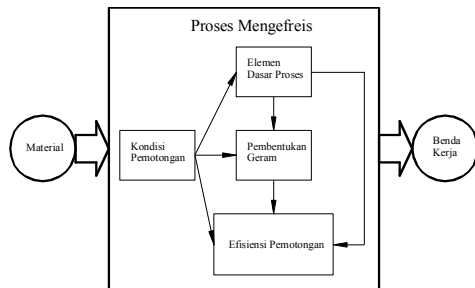 Proses Mengefreis
Elemen
Dasar Proses
Material
Kondisi
Pemotongan
Pembentukan
Geram
Benda
Kerja
Efisiensi Pemotongan